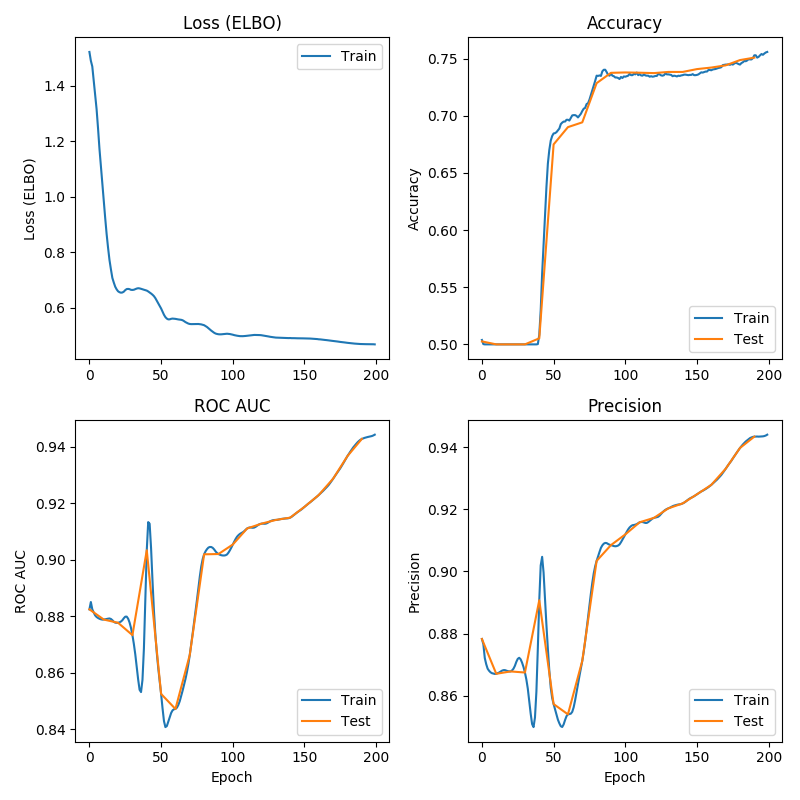 Loss (ELBO)
Loss (ELBO)
1.4
1.2
1.0
0.8
0.6
0 50 100 150 200
Train
Accuracy
Accuracy
0.75
0.70
0.65
0.60
0.55
0.50
0 50 100 150 200
Train
Test
ROC AUC
ROC AUC
0.94
0.92
0.90
0.88
0.86
0.84
0 50 100 150 200
Epoch
Train
Test
Precision
Precision
0.94
0.92
0.90
0.88
0.86
0 50 100 150 200
Epoch
Train
Test